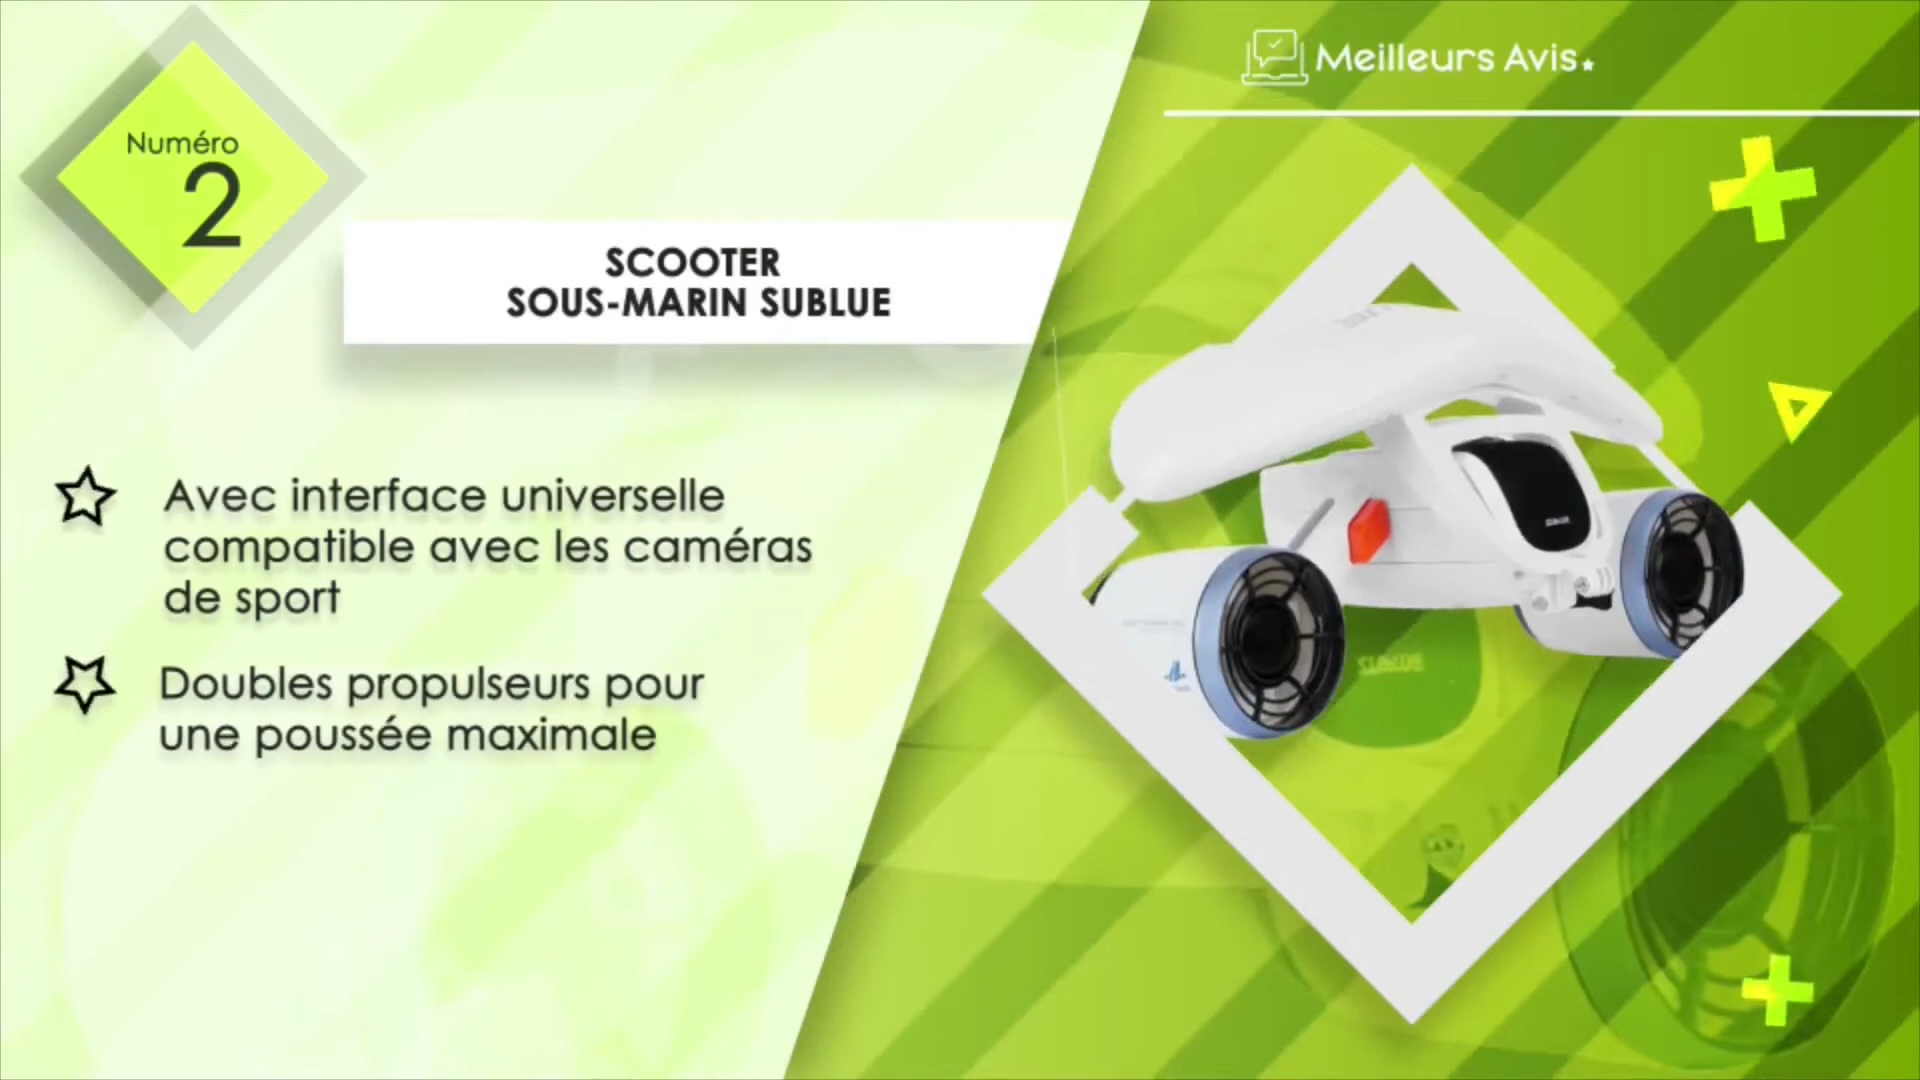 Meilleurs Avis
Numéro
2
SCOOTER
SOUS-MARIN SUBLUE
Avec interface universelle
compatible avec les caméras
de sport
Doubles propulseurs pour
une poussée maximale
SUBLUE